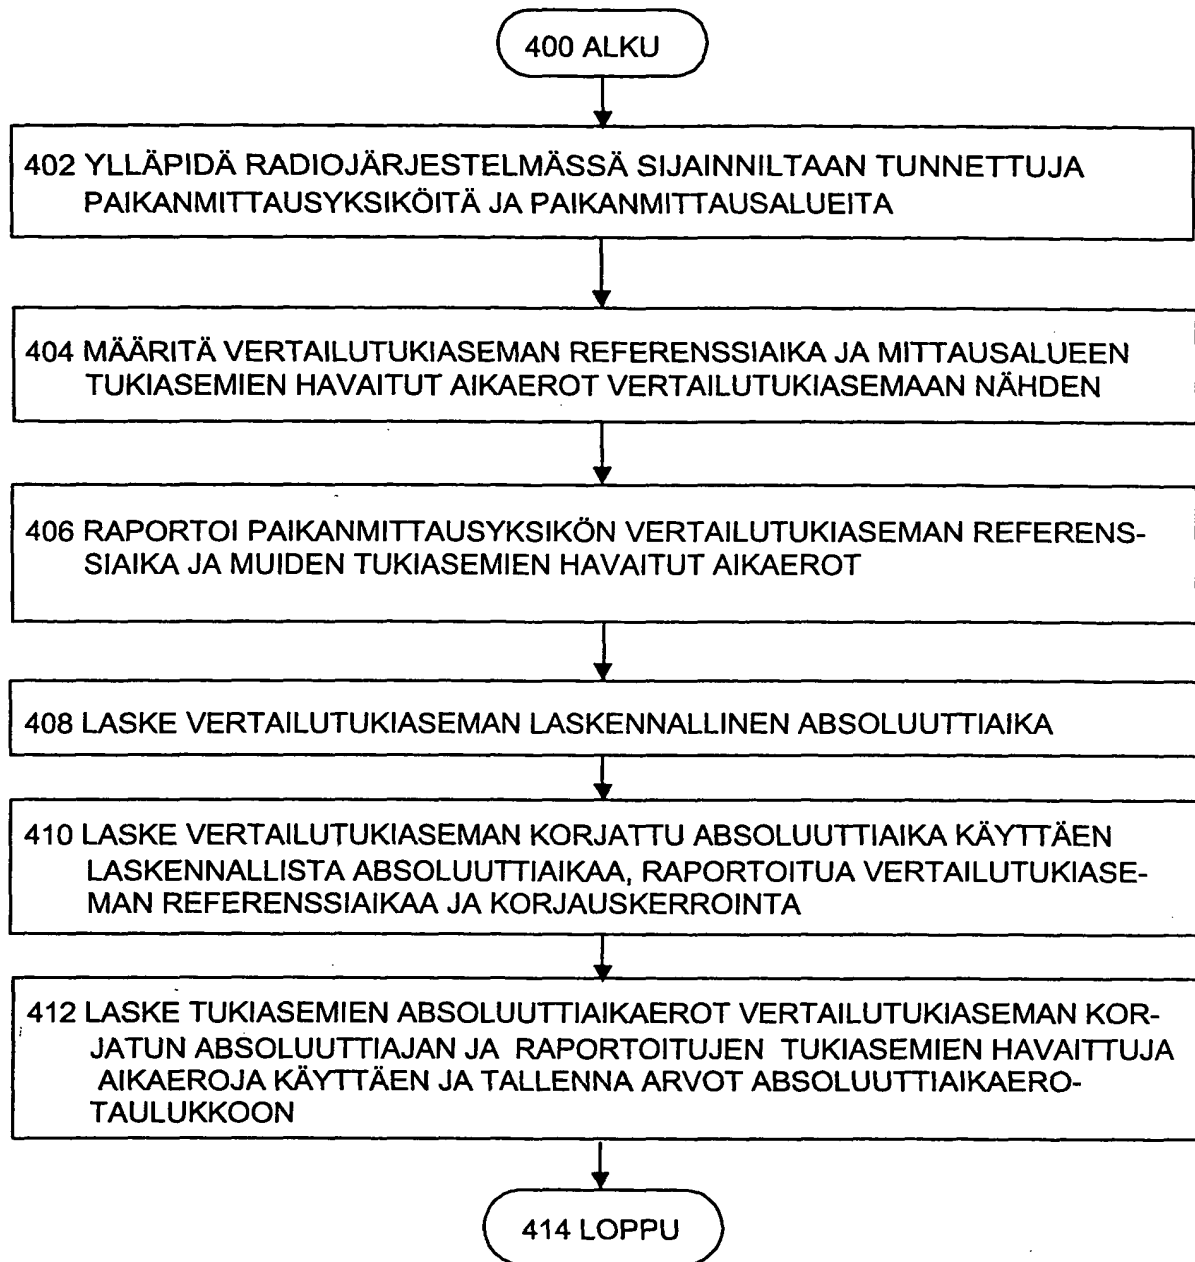 400 ALKU
402 YLLÄPIDÄ RADIOJÄRJESTELMÄSSÄ SIJAINNILTAAN TUNNETTUJA
PAIKANMITTAUSYKSIKÖITÄ JA PAIKANMITTAUSALUEITA
404 MÄÄRITÄ VERTAILUTUKIASEMAN REFERENSSIAIKA JA MITTAUSALUEEN
TUKIASEMIEN HAVAITUT AIKAEROT VERTAILUTUKIASEMAAN NÄHDEN
406 RAPORTOI PAIKANMITTAUSYKSIKÖN VERTAILUTUKIASEMAN REFERENS-
SIAIKA JA MUIDEN TUKIASEMIEN HAVAITUT AIKAEROT
408 LASKE VERTAILUTUKIASEMAN LASKENNALLINEN ABSOLUUTTIAIKA
410 LASKE VERTAILUTUKIASEMAN KORJATTU ABSOLUUTTIAIKA KÄYTTÄEN
LASKENNALLISTA ABSOLUUTTIAIKAA, RAPORTOITUA VERTAILUTUKIASE-
MAN REFERENSSIAIKAA JA KORJAUSKERROINTA
412 LASKE TUKIASEMIEN ABSOLUUTTIAIKAEROT VERTAILUTUKIASEMAN KOR-
JATUN ABSOLUUTTIAJAN JA RAPORTOITUJEN TUKIASEMIEN HAVAITTUJA
AIKAEROJA KÄYTTÄEN JA TALLENNA ARVOT ABSOLUUTTIAIKAERO-
TAULUKKOON
414 LOPPU